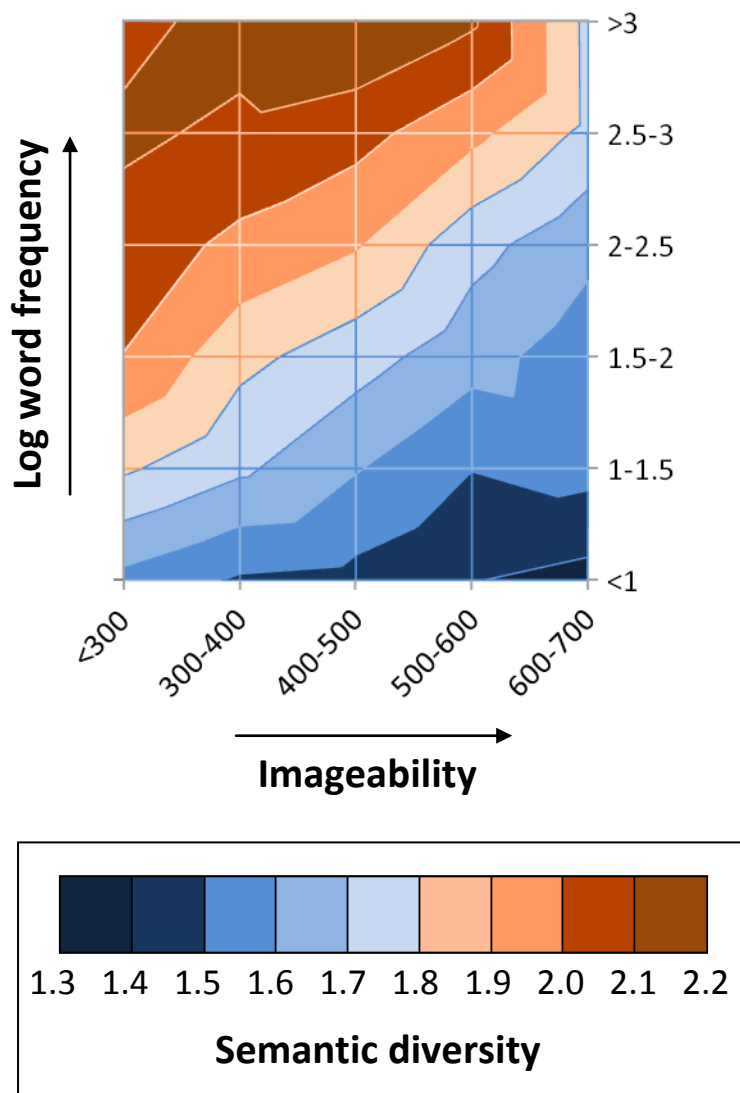 Log word frequency
>3
2.5-3
2-2.5
1.5-2
1-1.5
<1
<300
300-400
400-500
500-600
600-700
Imageability
1.3 1.4 1.5 1.6 1.7 1.8 1.9 2.0 2.1 2.2
Semantic diversity